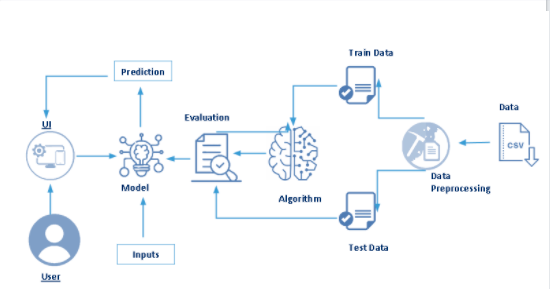 Train Data
Prediction
Data
Evaluation
UI
CSV
Model
Algorithm
Data
Preprocessing
Inputs
Test Data
User